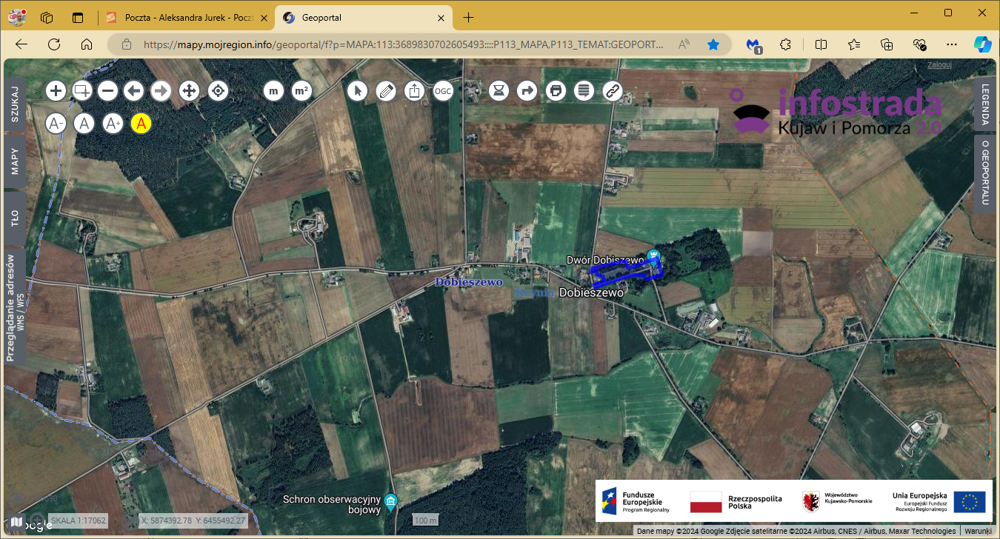 Poczta - Aleksandra Jurek - Poczt
Geoportal
https://mapy.mojregion.info/geoportal/f?p=MAPA:113:3689830702605493::::P113_MAPA.P113_TEMAT:GEOPORT...
1
Zaloguj
m
m²
OGC
A-
A
A+
A
SZUKAJ
MAPY
TŁO
Przeglądanie adresów
WMS / WFS
LEGENDA
O GEOPORTALU
infostrada
Kujaw i Pomorza 2.0
Dwór Dobiszewo
Dobieszewo
Kcynia
Dobieszewo
Schron obserwacyjny
bojowy
Google
SKALA 1:17062
X: 5874392.78 Y: 6455492.27
100 m
Fundusze
Europejskie
Program Regionalny
Rzeczpospolita
Polska
Województwo
Kujawsko-Pomorskie
Unia Europejska
Europejski Fundusz
Rozwoju Regionalnego
Dane mapy ©2024 Google Zdjęcie satelitarne ©2024 Airbus, CNES / Airbus, Maxar Technologies
Warunki